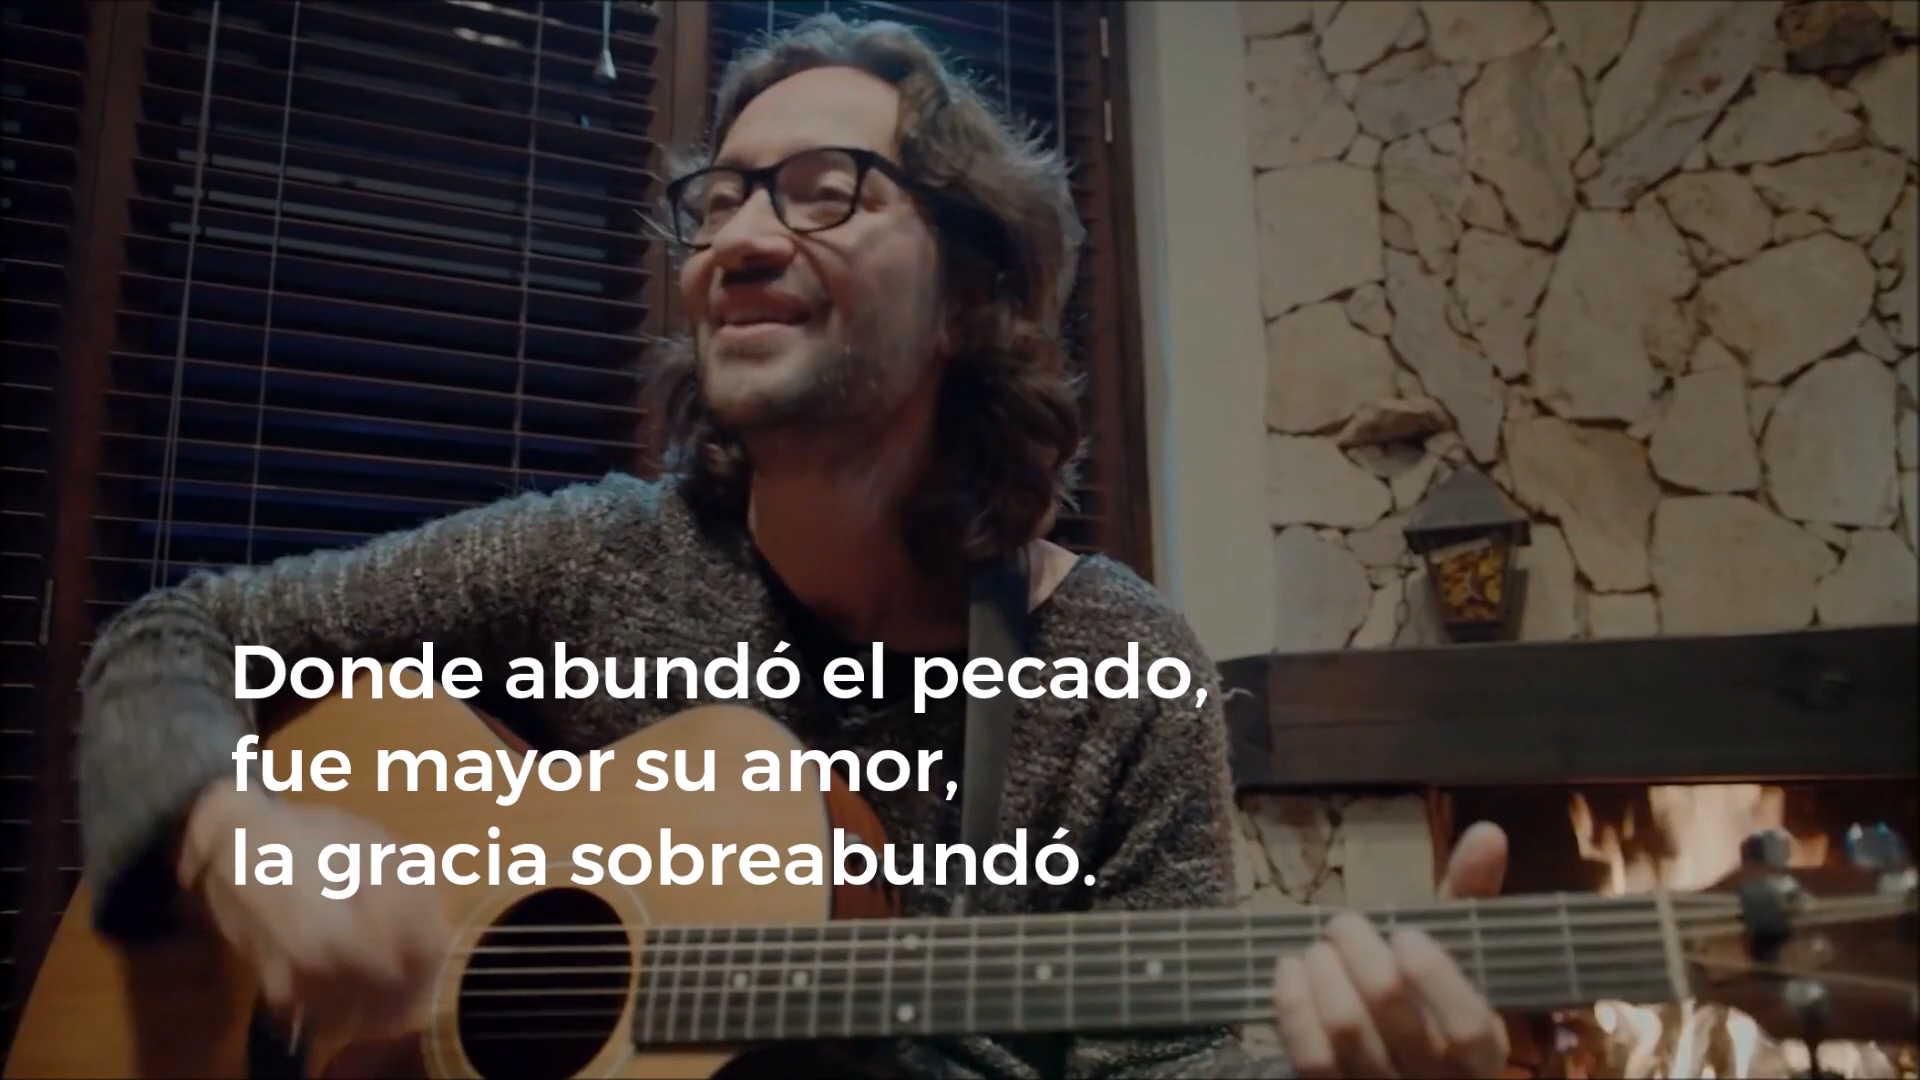 Donde abundó el pecado,
fue mayor su amor,
la gracia sobreabundó.